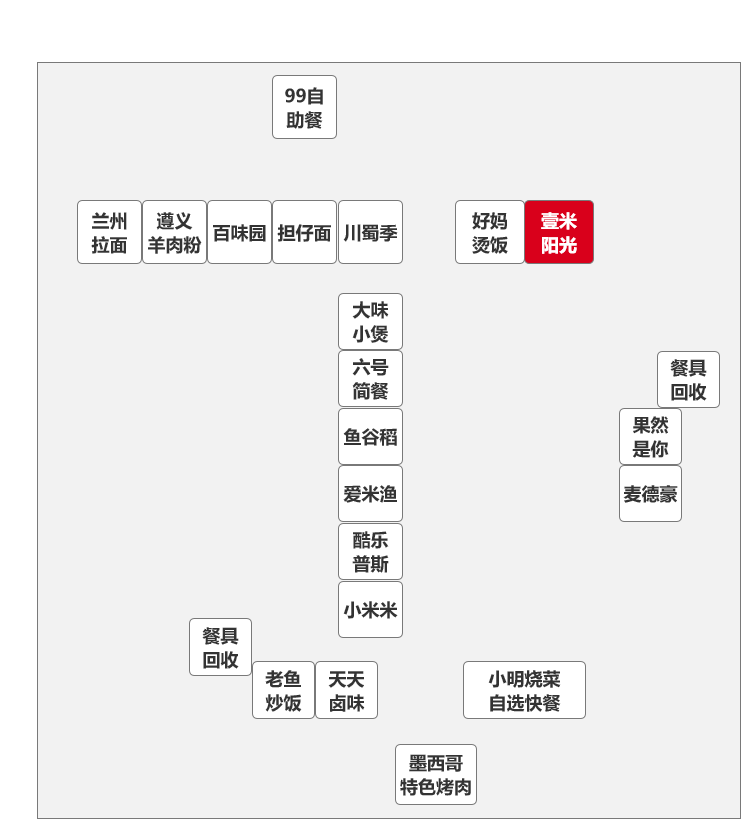 99自
助餐
兰州
拉面
遵义
羊肉粉
百味园
担仔面
川蜀季
好妈
烫饭
壹米
阳光
大味
小煲
六号
简餐
餐具
回收
鱼谷稻
果然
是你
爱米渔
麦德豪
酷乐
普斯
小米米
餐具
回收
老鱼
炒饭
天天
卤味
小明烧菜
自选快餐
墨西哥
特色烤肉